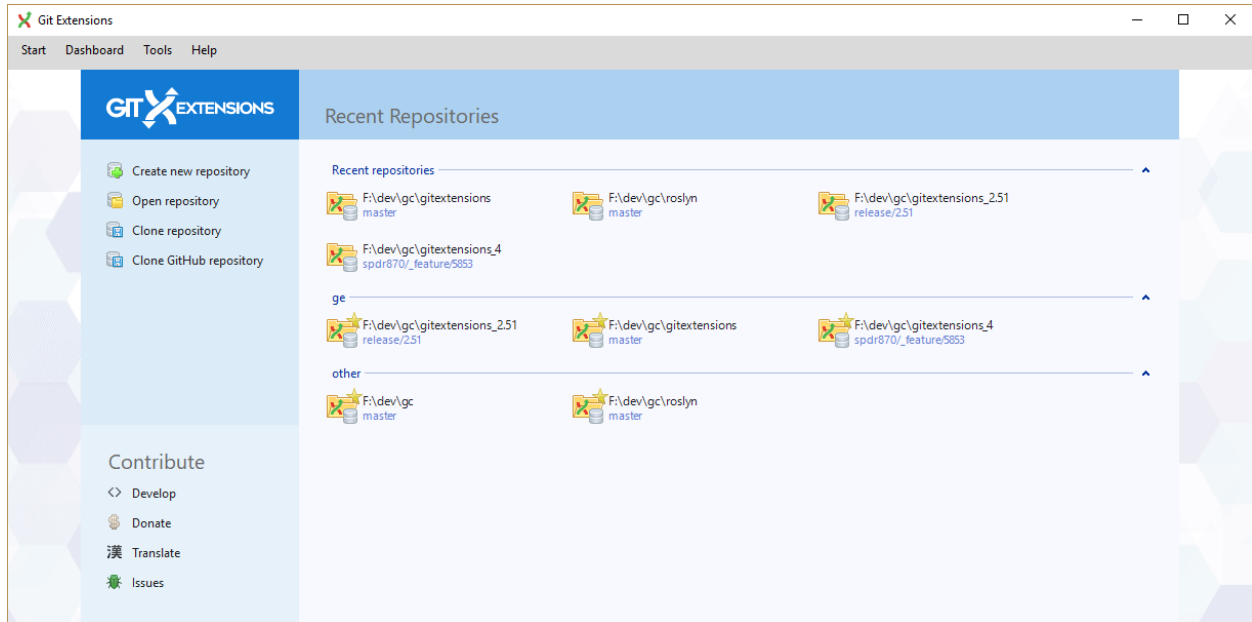 Git Extensions
Start Dashboard Tools Help
GIT EXTENSIONS
Recent Repositories
Create new repository
Open repository
Clone repository
Clone GitHub repository
Recent repositories
F:\dev\gc\gitextensions
master
F:\dev\gc\roslyn
master
F:\dev\gc\gitextensions_2.51
release/2.51
F:\dev\gc\gitextensions_4
spdr870/_feature/5853
ge
F:\dev\gc\gitextensions_2.51
release/2.51
F:\dev\gc\gitextensions
master
F:\dev\gc\gitextensions_4
spdr870/_feature/5853
other
F:\dev\gc
master
F:\dev\gc\roslyn
master
Contribute
Develop
Donate
漢 Translate
Issues